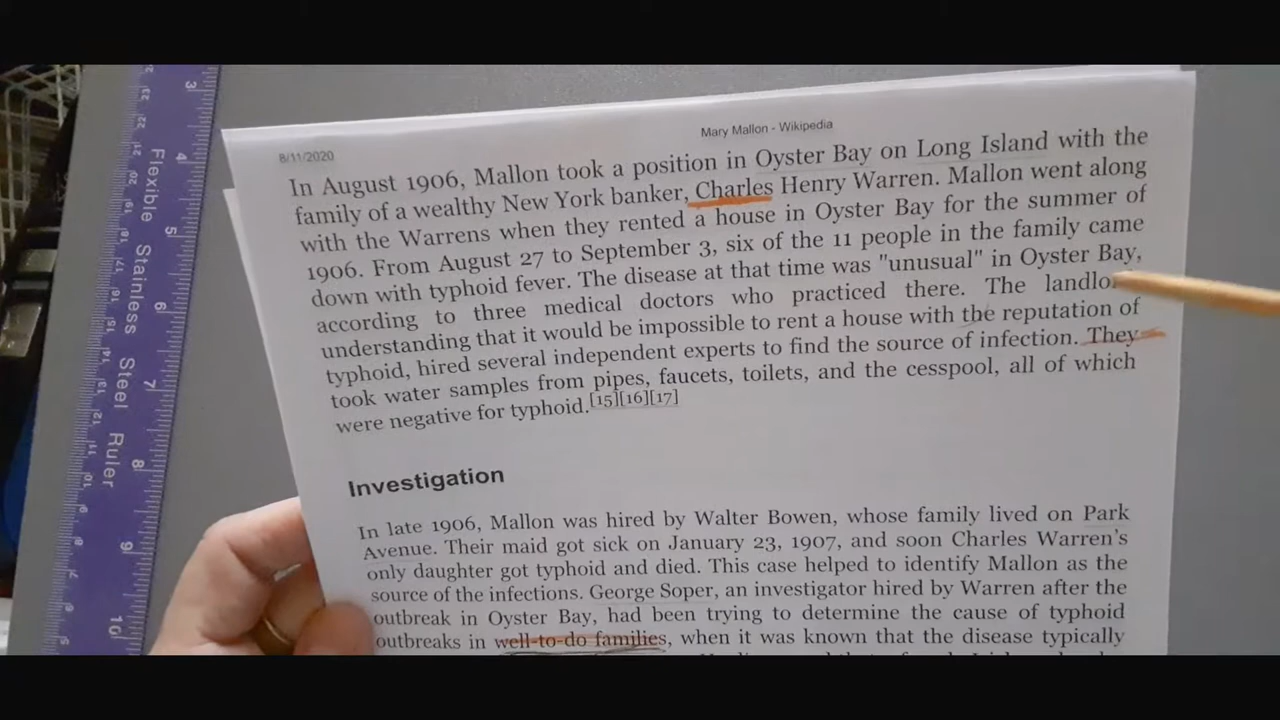 Mary Mallon - Wikipedia
8/11/2020
In August 1906, Mallon took a position in Oyster Bay on Long Island with the
family of a wealthy New York banker, Charles Henry Warren. Mallon went along
with the Warrens when they rented a house in Oyster Bay for the summer of
1906. From August 27 to September 3, six of the 11 people in the family came
down with typhoid fever. The disease at that time was "unusual" in Oyster Bay,
according to three medical doctors who practiced there. The landlo
understanding that it would be impossible to rent a house with the reputation of
typhoid, hired several independent experts to find the source of infection. They
took water samples from pipes, faucets, toilets, and the cesspool, all of which
were negative for typhoid.[15][16][17]
Investigation
In late 1906, Mallon was hired by Walter Bowen, whose family lived on Park
Avenue. Their maid got sick on January 23, 1907, and soon Charles Warren's
only daughter got typhoid and died. This case helped to identify Mallon as the
source of the infections. George Soper, an investigator hired by Warren after the
outbreak in Oyster Bay, had been trying to determine the cause of typhoid
outbreaks in well-to-do families, when it was known that the disease typically
Flexible Stainless Steel Ruler
3
4
5
6
7
8
9
10